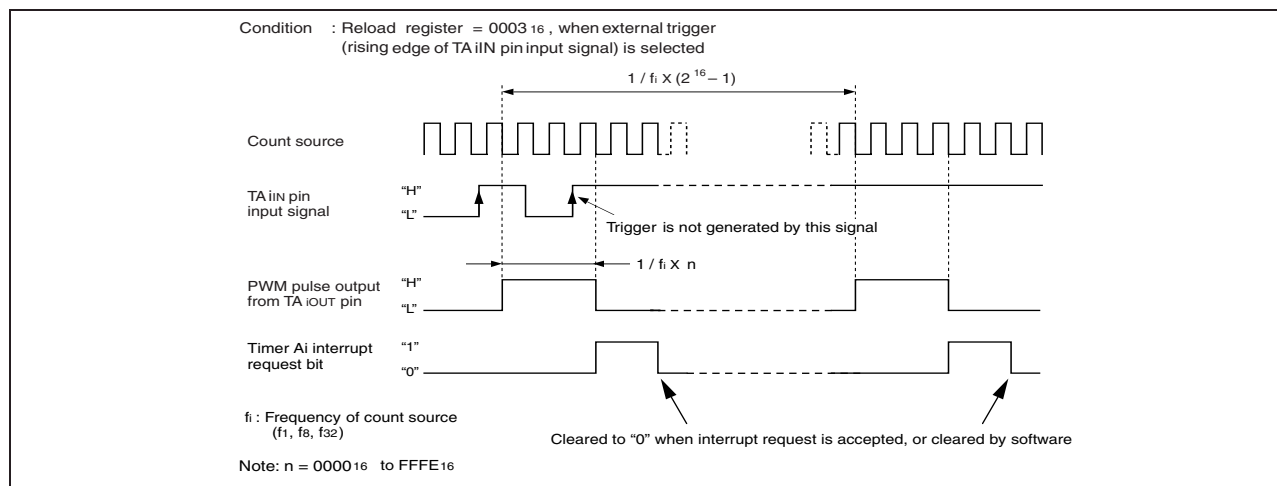 Condition : Reload register = 0003 16 , when external trigger
(rising edge of TA iIN pin input signal) is selected
1 / fi X (2 16 – 1)
Count source
TA iIN pin
input signal
“H”
“L”
Trigger is not generated by this signal
1 / fi X n
PWM pulse output
from TA iOUT pin
“H”
“L”
Timer Ai interrupt
request bit
“1”
“0”
fi : Frequency of count source
(f1, f8, f32)
Cleared to “0” when interrupt request is accepted, or cleared by software
Note: n = 0000 16 to FFFE 16